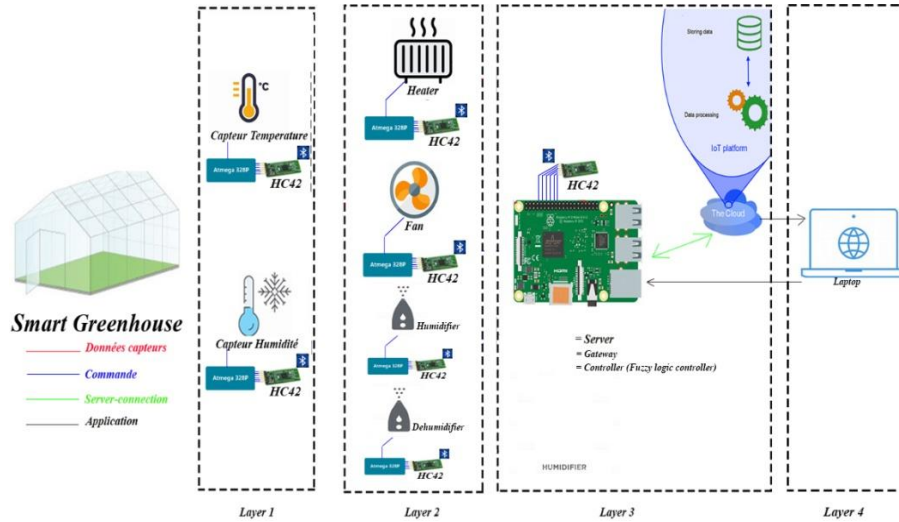 Smart Greenhouse
Données capteurs
Commande
Server-connection
Application
°C
Capteur Temperature
Atmega 328P
HC42
Capteur Humidité
Atmega 328P
HC42
Layer 1
Heater
Atmega 328P
HC42
Fan
Atmega 328P
HC42
Humidifier
Atmega 328P
HC42
Dehumidifier
Atmega 328P
HC42
Layer 2
HC42
HDMI
= Server
= Gateway
= Controller (Fuzzy logic controller)
HUMIDIFIER
Layer 3
Storing data
Data processing
IoT platform
The Cloud
Laptop
Layer 4